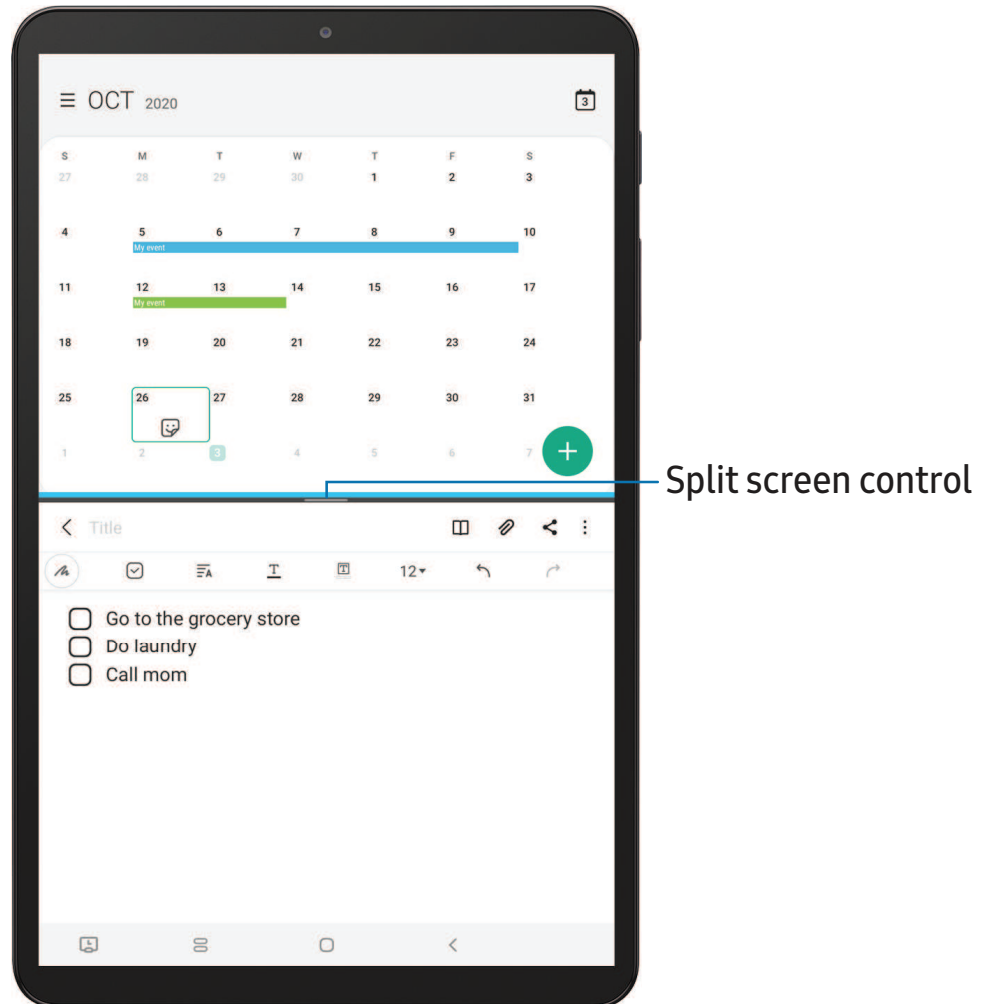 OCT 2020
3
S M T W T F S
27 28 29 30 1 2 3
4 5 6 7 8 9 10
My event
11 12 13 14 15 16 17
My event
18 19 20 21 22 23 24
25 26 27 28 29 30 31
1 2 3 4 5 6 7
+
Split screen control
Title
A T T 12
Go to the grocery store
Do laundry
Call mom